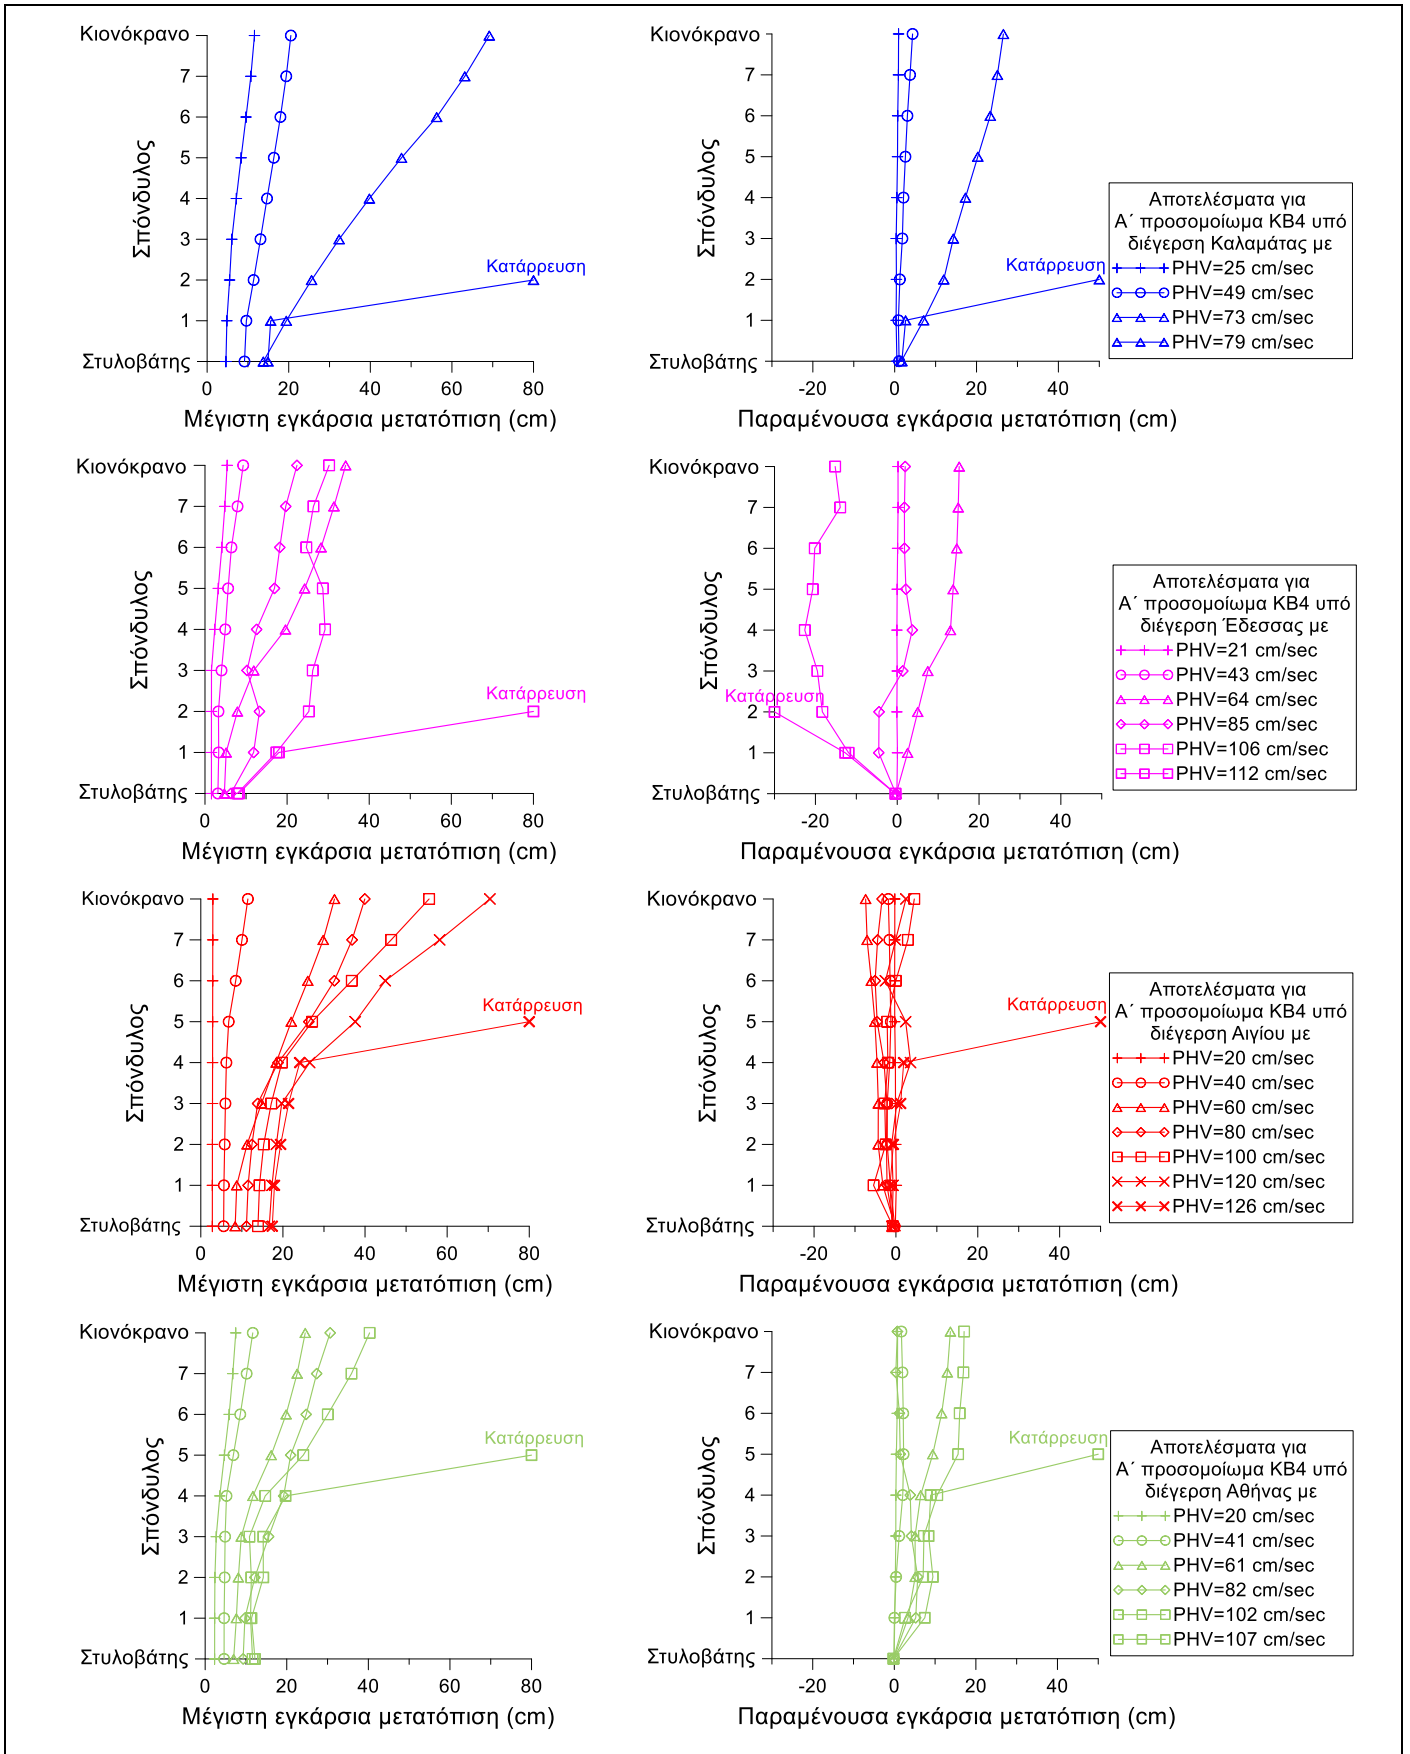 Κιονόκρανο
7
6
5
4
3
2
1
Στυλοβάτης
Σπόνδυλος
Κατάρρευση
0 20 40 60 80
Μέγιστη εγκάρσια μετατόπιση (cm)
Κιονόκρανο
7
6
5
4
3
2
1
Στυλοβάτης
Σπόνδυλος
Κατάρρευση
-20 0 20 40
Παραμένουσα εγκάρσια μετατόπιση (cm)
Αποτελέσματα για
Α΄ προσομοίωμα ΚΒ4 υπό
διέγερση Καλαμάτας με
PHV=25 cm/sec
PHV=49 cm/sec
PHV=73 cm/sec
PHV=79 cm/sec
Κιονόκρανο
7
6
5
4
3
2
1
Στυλοβάτης
Σπόνδυλος
Κατάρρευση
0 20 40 60 80
Μέγιστη εγκάρσια μετατόπιση (cm)
Κιονόκρανο
7
6
5
4
3
2
1
Στυλοβάτης
Σπόνδυλος
Κατάρρευση
-20 0 20 40
Παραμένουσα εγκάρσια μετατόπιση (cm)
Αποτελέσματα για
Α΄ προσομοίωμα ΚΒ4 υπό
διέγερση Έδεσσας με
PHV=21 cm/sec
PHV=43 cm/sec
PHV=64 cm/sec
PHV=85 cm/sec
PHV=106 cm/sec
PHV=112 cm/sec
Κιονόκρανο
7
6
5
4
3
2
1
Στυλοβάτης
Σπόνδυλος
Κατάρρευση
0 20 40 60 80
Μέγιστη εγκάρσια μετατόπιση (cm)
Κιονόκρανο
7
6
5
4
3
2
1
Στυλοβάτης
Σπόνδυλος
Κατάρρευση
-20 0 20 40
Παραμένουσα εγκάρσια μετατόπιση (cm)
Αποτελέσματα για
Α΄ προσομοίωμα ΚΒ4 υπό
διέγερση Αιγίου με
PHV=20 cm/sec
PHV=40 cm/sec
PHV=60 cm/sec
PHV=80 cm/sec
PHV=100 cm/sec
PHV=120 cm/sec
PHV=126 cm/sec
Κιονόκρανο
7
6
5
4
3
2
1
Στυλοβάτης
Σπόνδυλος
Κατάρρευση
0 20 40 60 80
Μέγιστη εγκάρσια μετατόπιση (cm)
Κιονόκρανο
7
6
5
4
3
2
1
Στυλοβάτης
Σπόνδυλος
Κατάρρευση
-20 0 20 40
Παραμένουσα εγκάρσια μετατόπιση (cm)
Αποτελέσματα για
Α΄ προσομοίωμα ΚΒ4 υπό
διέγερση Αθήνας με
PHV=20 cm/sec
PHV=41 cm/sec
PHV=61 cm/sec
PHV=82 cm/sec
PHV=102 cm/sec
PHV=107 cm/sec